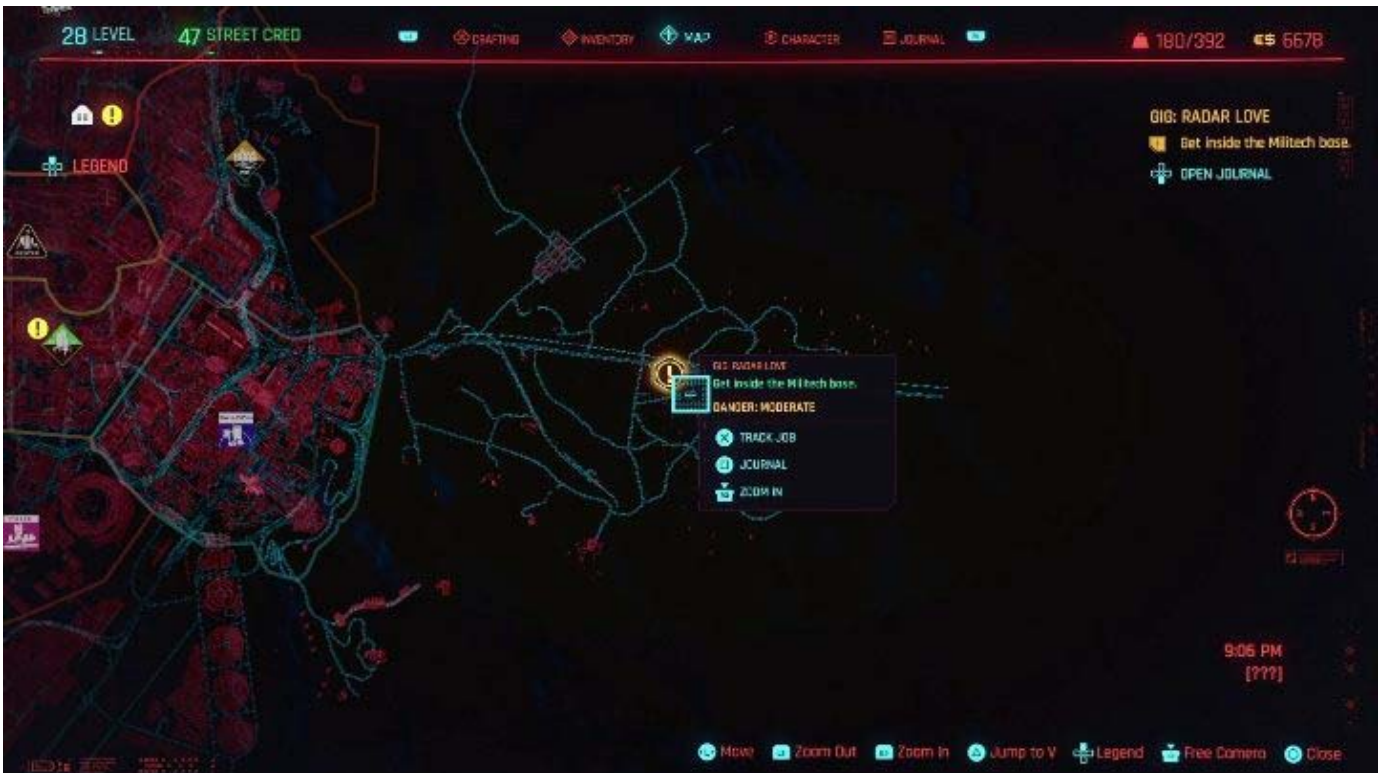 28 LEVEL
47 STREET CRED
CRAFTING
INVENTORY
MAP
CHARACTER
JOURNAL
180/392
€$ 6678
GIG: RADAR LOVE
Get inside the Militech base.
OPEN JOURNAL
LEGEND
GIG: RADAR LOVE
Get inside the Militech base.
DANGER: MODERATE
TRACK JOB
JOURNAL
ZOOM IN
9:06 PM
[???]
Move
Zoom Out
Zoom In
Jump to V
Legend
Free Camera
Close